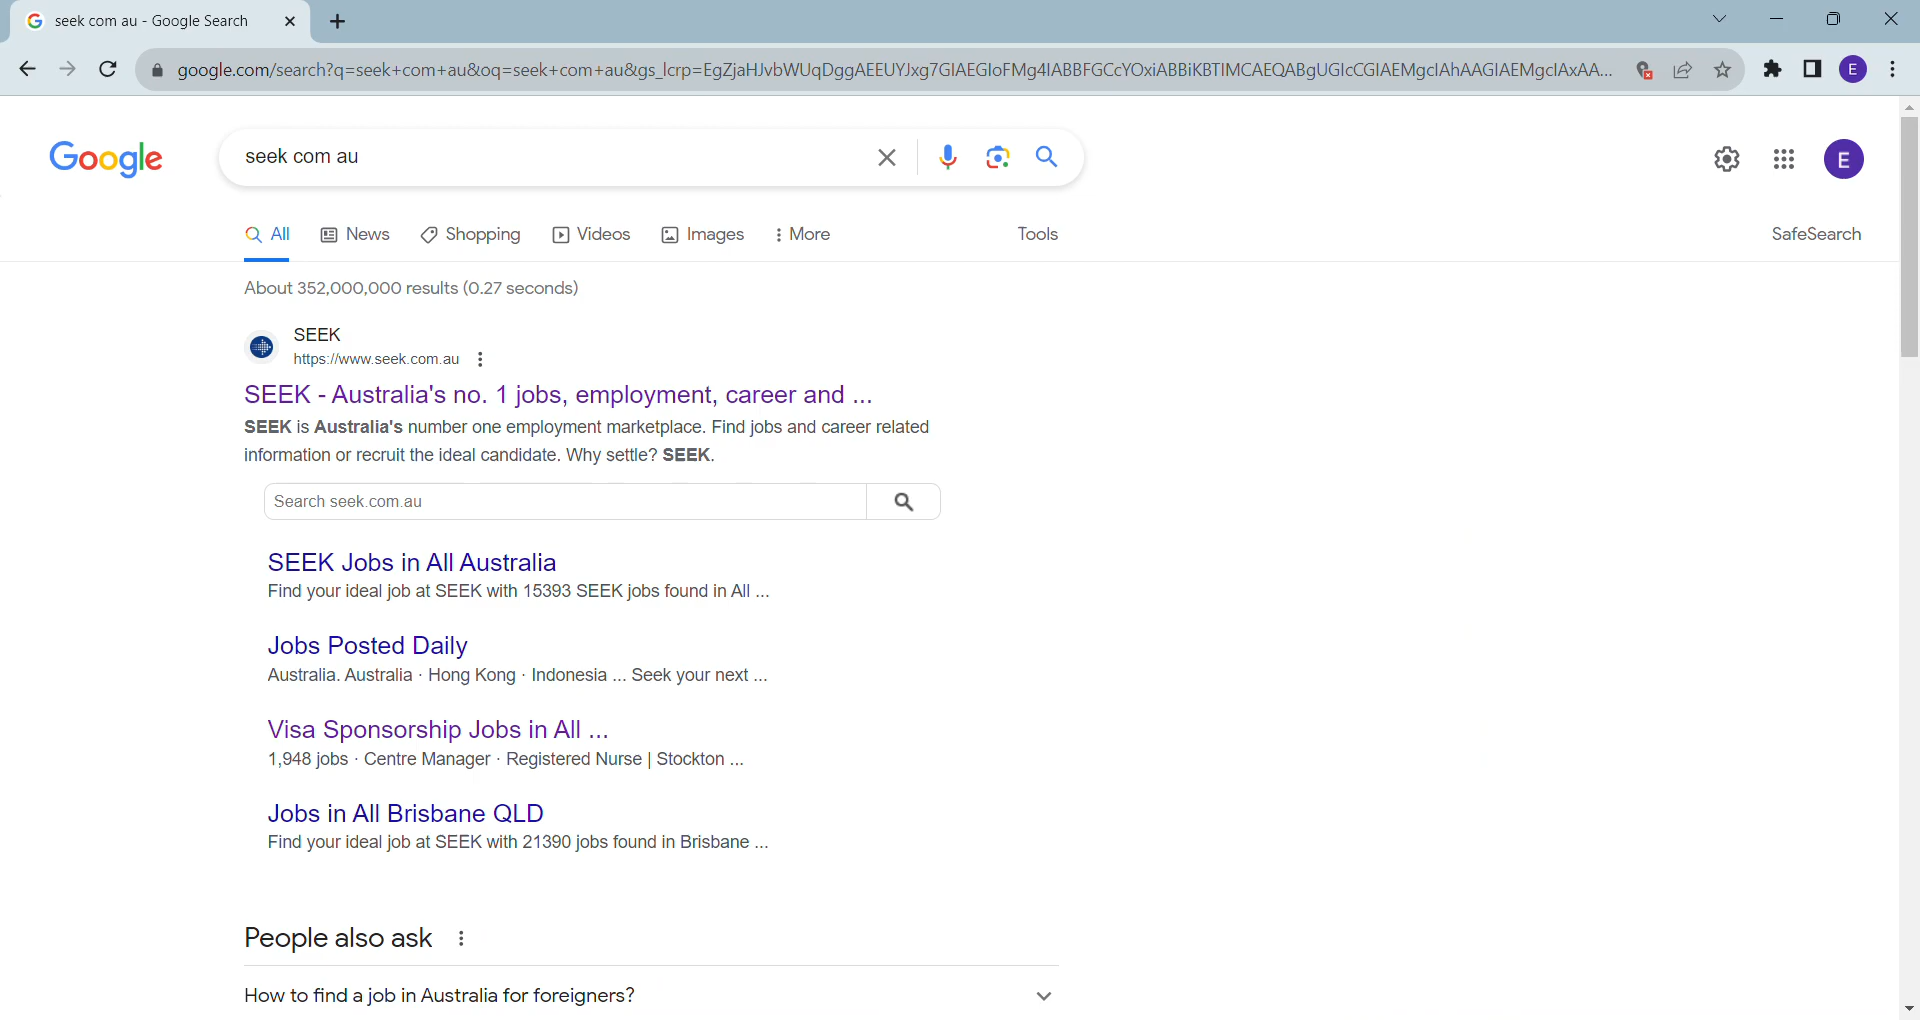 seek com au - Google Search
google.com/search?q=seek+com+au&oq=seek+com+au&gs_lcrp=EgZjaHJvbWUqDggAEEUYJxg7GIAEGIoFMg4IABBFGCcYOxiABBiKBTIMCAEQABgUGIcCGIAEMgcIAhAAGIAEMgcIAxAA...
E
Google
seek com au
E
All
News
Shopping
Videos
Images
More
Tools
SafeSearch
About 352,000,000 results (0.27 seconds)
SEEK
https://www.seek.com.au
SEEK - Australia's no. 1 jobs, employment, career and ...
SEEK is Australia's number one employment marketplace. Find jobs and career related
information or recruit the ideal candidate. Why settle? SEEK.
Search seek.com.au
SEEK Jobs in All Australia
Find your ideal job at SEEK with 15393 SEEK jobs found in All ...
Jobs Posted Daily
Australia. Australia · Hong Kong · Indonesia ... Seek your next ...
Visa Sponsorship Jobs in All ...
1,948 jobs · Centre Manager · Registered Nurse | Stockton ...
Jobs in All Brisbane QLD
Find your ideal job at SEEK with 21390 jobs found in Brisbane ...
People also ask
How to find a job in Australia for foreigners?